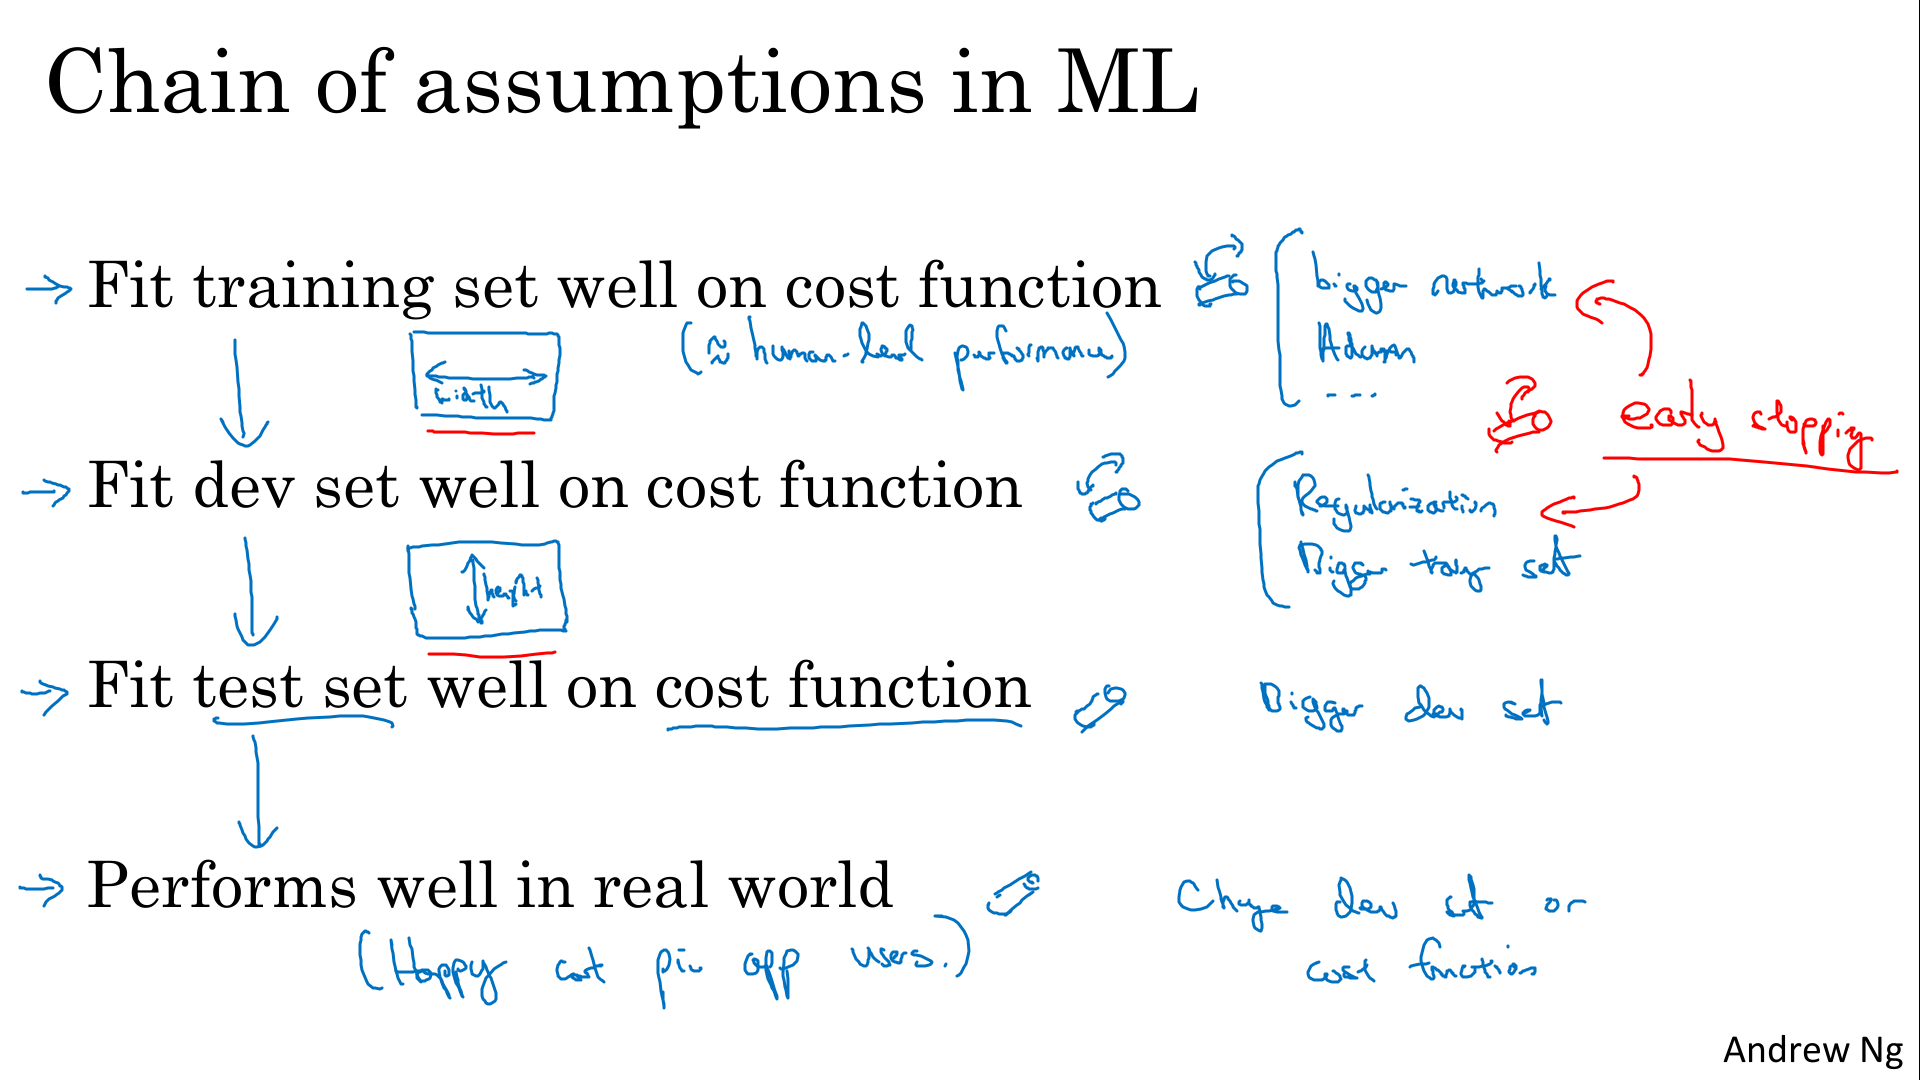 Chain of assumptions in ML
Fit training set well on cost function
(≈ human-level performance)
bigger network
Adam
...
width
early stopping
Fit dev set well on cost function
Regularization
Bigger set
height
Fit test set well on cost function
Bigger dev set
Performs well in real world
(Happy cat pic app users.)
Change dev set or
cost function
Andrew Ng